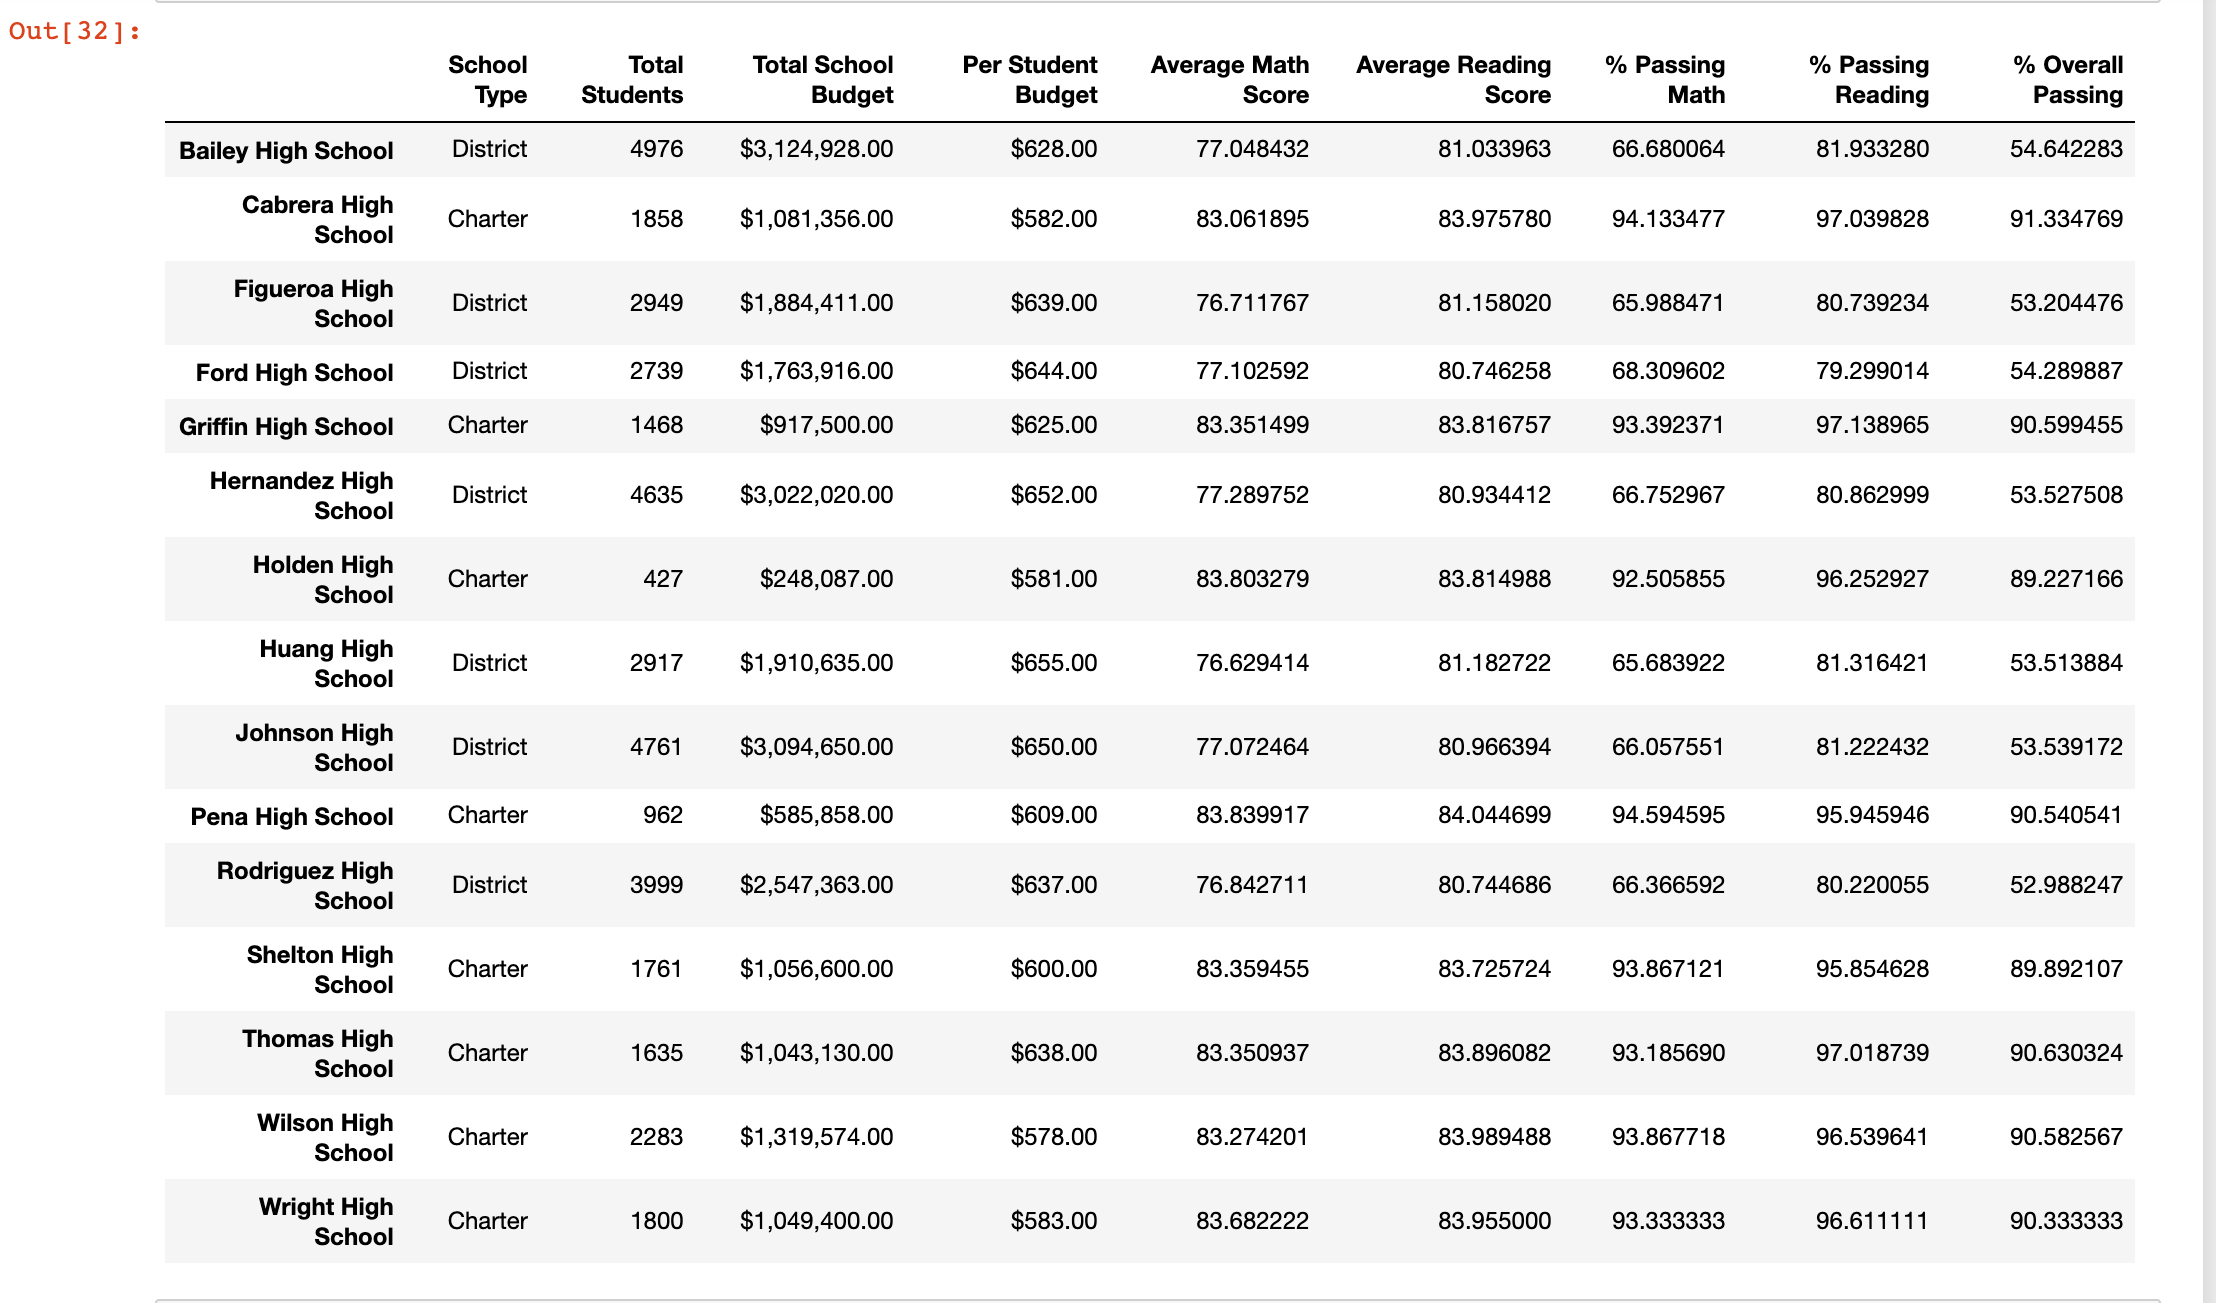 Out[32]:
School Total Total School Per Student Average Math Average Reading % Passing % Passing % Overall
Type Students Budget Budget Score Score Math Reading Passing
Bailey High School District 4976 $3,124,928.00 $628.00 77.048432 81.033963 66.680064 81.933280 54.642283
Cabrera High
School Charter 1858 $1,081,356.00 $582.00 83.061895 83.975780 94.133477 97.039828 91.334769
Figueroa High
School District 2949 $1,884,411.00 $639.00 76.711767 81.158020 65.988471 80.739234 53.204476
Ford High School District 2739 $1,763,916.00 $644.00 77.102592 80.746258 68.309602 79.299014 54.289887
Griffin High School Charter 1468 $917,500.00 $625.00 83.351499 83.816757 93.392371 97.138965 90.599455
Hernandez High
School District 4635 $3,022,020.00 $652.00 77.289752 80.934412 66.752967 80.862999 53.527508
Holden High
School Charter 427 $248,087.00 $581.00 83.803279 83.814988 92.505855 96.252927 89.227166
Huang High
School District 2917 $1,910,635.00 $655.00 76.629414 81.182722 65.683922 81.316421 53.513884
Johnson High
School District 4761 $3,094,650.00 $650.00 77.072464 80.966394 66.057551 81.222432 53.539172
Pena High School Charter 962 $585,858.00 $609.00 83.839917 84.044699 94.594595 95.945946 90.540541
Rodriguez High
School District 3999 $2,547,363.00 $637.00 76.842711 80.744686 66.366592 80.220055 52.988247
Shelton High
School Charter 1761 $1,056,600.00 $600.00 83.359455 83.725724 93.867121 95.854628 89.892107
Thomas High
School Charter 1635 $1,043,130.00 $638.00 83.350937 83.896082 93.185690 97.018739 90.630324
Wilson High
School Charter 2283 $1,319,574.00 $578.00 83.274201 83.989488 93.867718 96.539641 90.582567
Wright High
School Charter 1800 $1,049,400.00 $583.00 83.682222 83.955000 93.333333 96.611111 90.333333